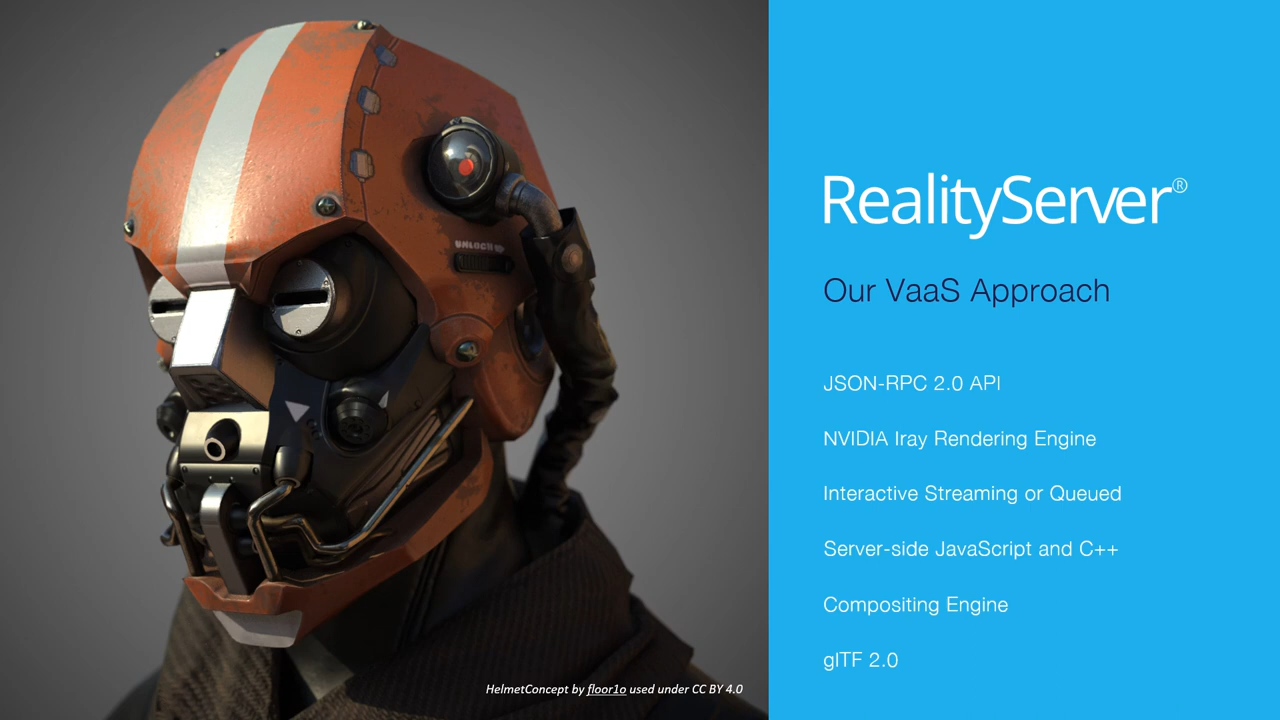 RealityServer®
Our VaaS Approach
JSON-RPC 2.0 API
NVIDIA Iray Rendering Engine
Interactive Streaming or Queued
Server-side JavaScript and C++
Compositing Engine
glTF 2.0
UNLOCK
HelmetConcept by floor1o used under CC BY 4.0